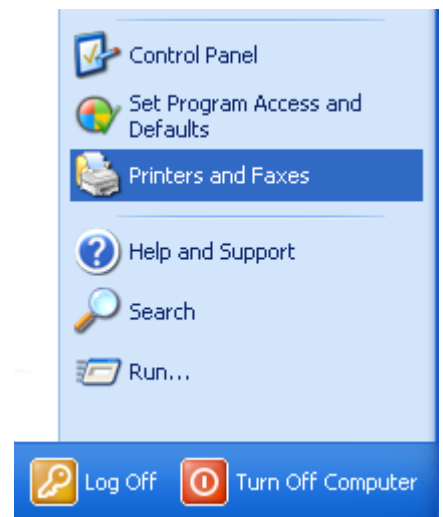 Control Panel
Set Program Access and
Defaults
Printers and Faxes
Help and Support
Search
Run...
Log Off Turn Off Computer